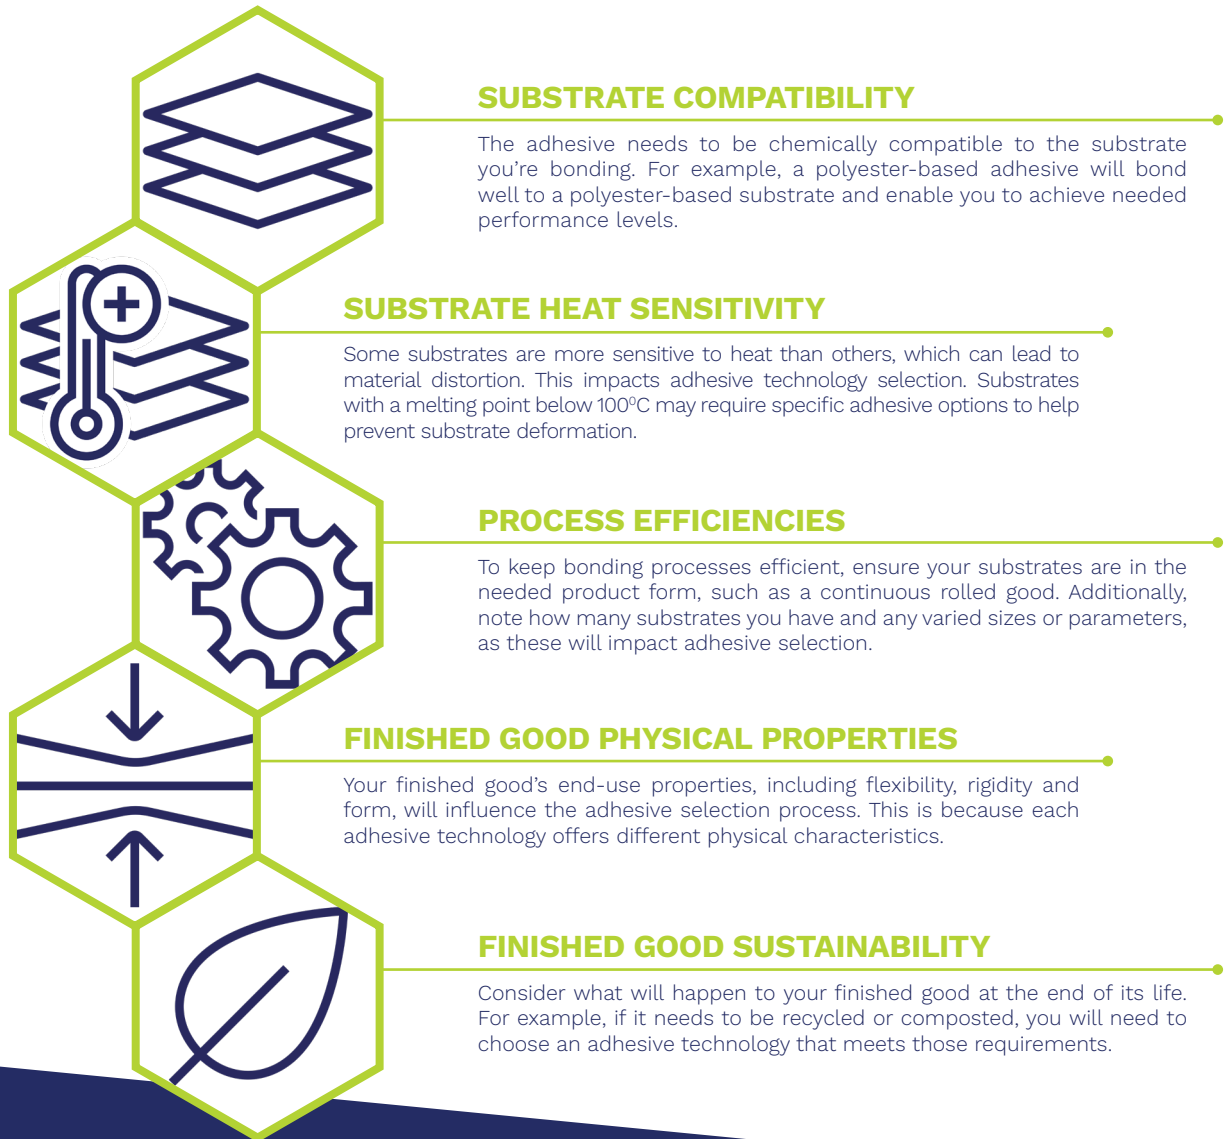 SUBSTRATE COMPATIBILITY
The adhesive needs to be chemically compatible to the substrate
you’re bonding. For example, a polyester-based adhesive will bond
well to a polyester-based substrate and enable you to achieve needed
performance levels.
SUBSTRATE HEAT SENSITIVITY
Some substrates are more sensitive to heat than others, which can lead to
material distortion. This impacts adhesive technology selection. Substrates
with a melting point below 100⁰C may require specific adhesive options to help
prevent substrate deformation.
PROCESS EFFICIENCIES
To keep bonding processes efficient, ensure your substrates are in the
needed product form, such as a continuous rolled good. Additionally,
note how many substrates you have and any varied sizes or parameters,
as these will impact adhesive selection.
FINISHED GOOD PHYSICAL PROPERTIES
Your finished good’s end-use properties, including flexibility, rigidity and
form, will influence the adhesive selection process. This is because each
adhesive technology offers different physical characteristics.
FINISHED GOOD SUSTAINABILITY
Consider what will happen to your finished good at the end of its life.
For example, if it needs to be recycled or composted, you will need to
choose an adhesive technology that meets those requirements.